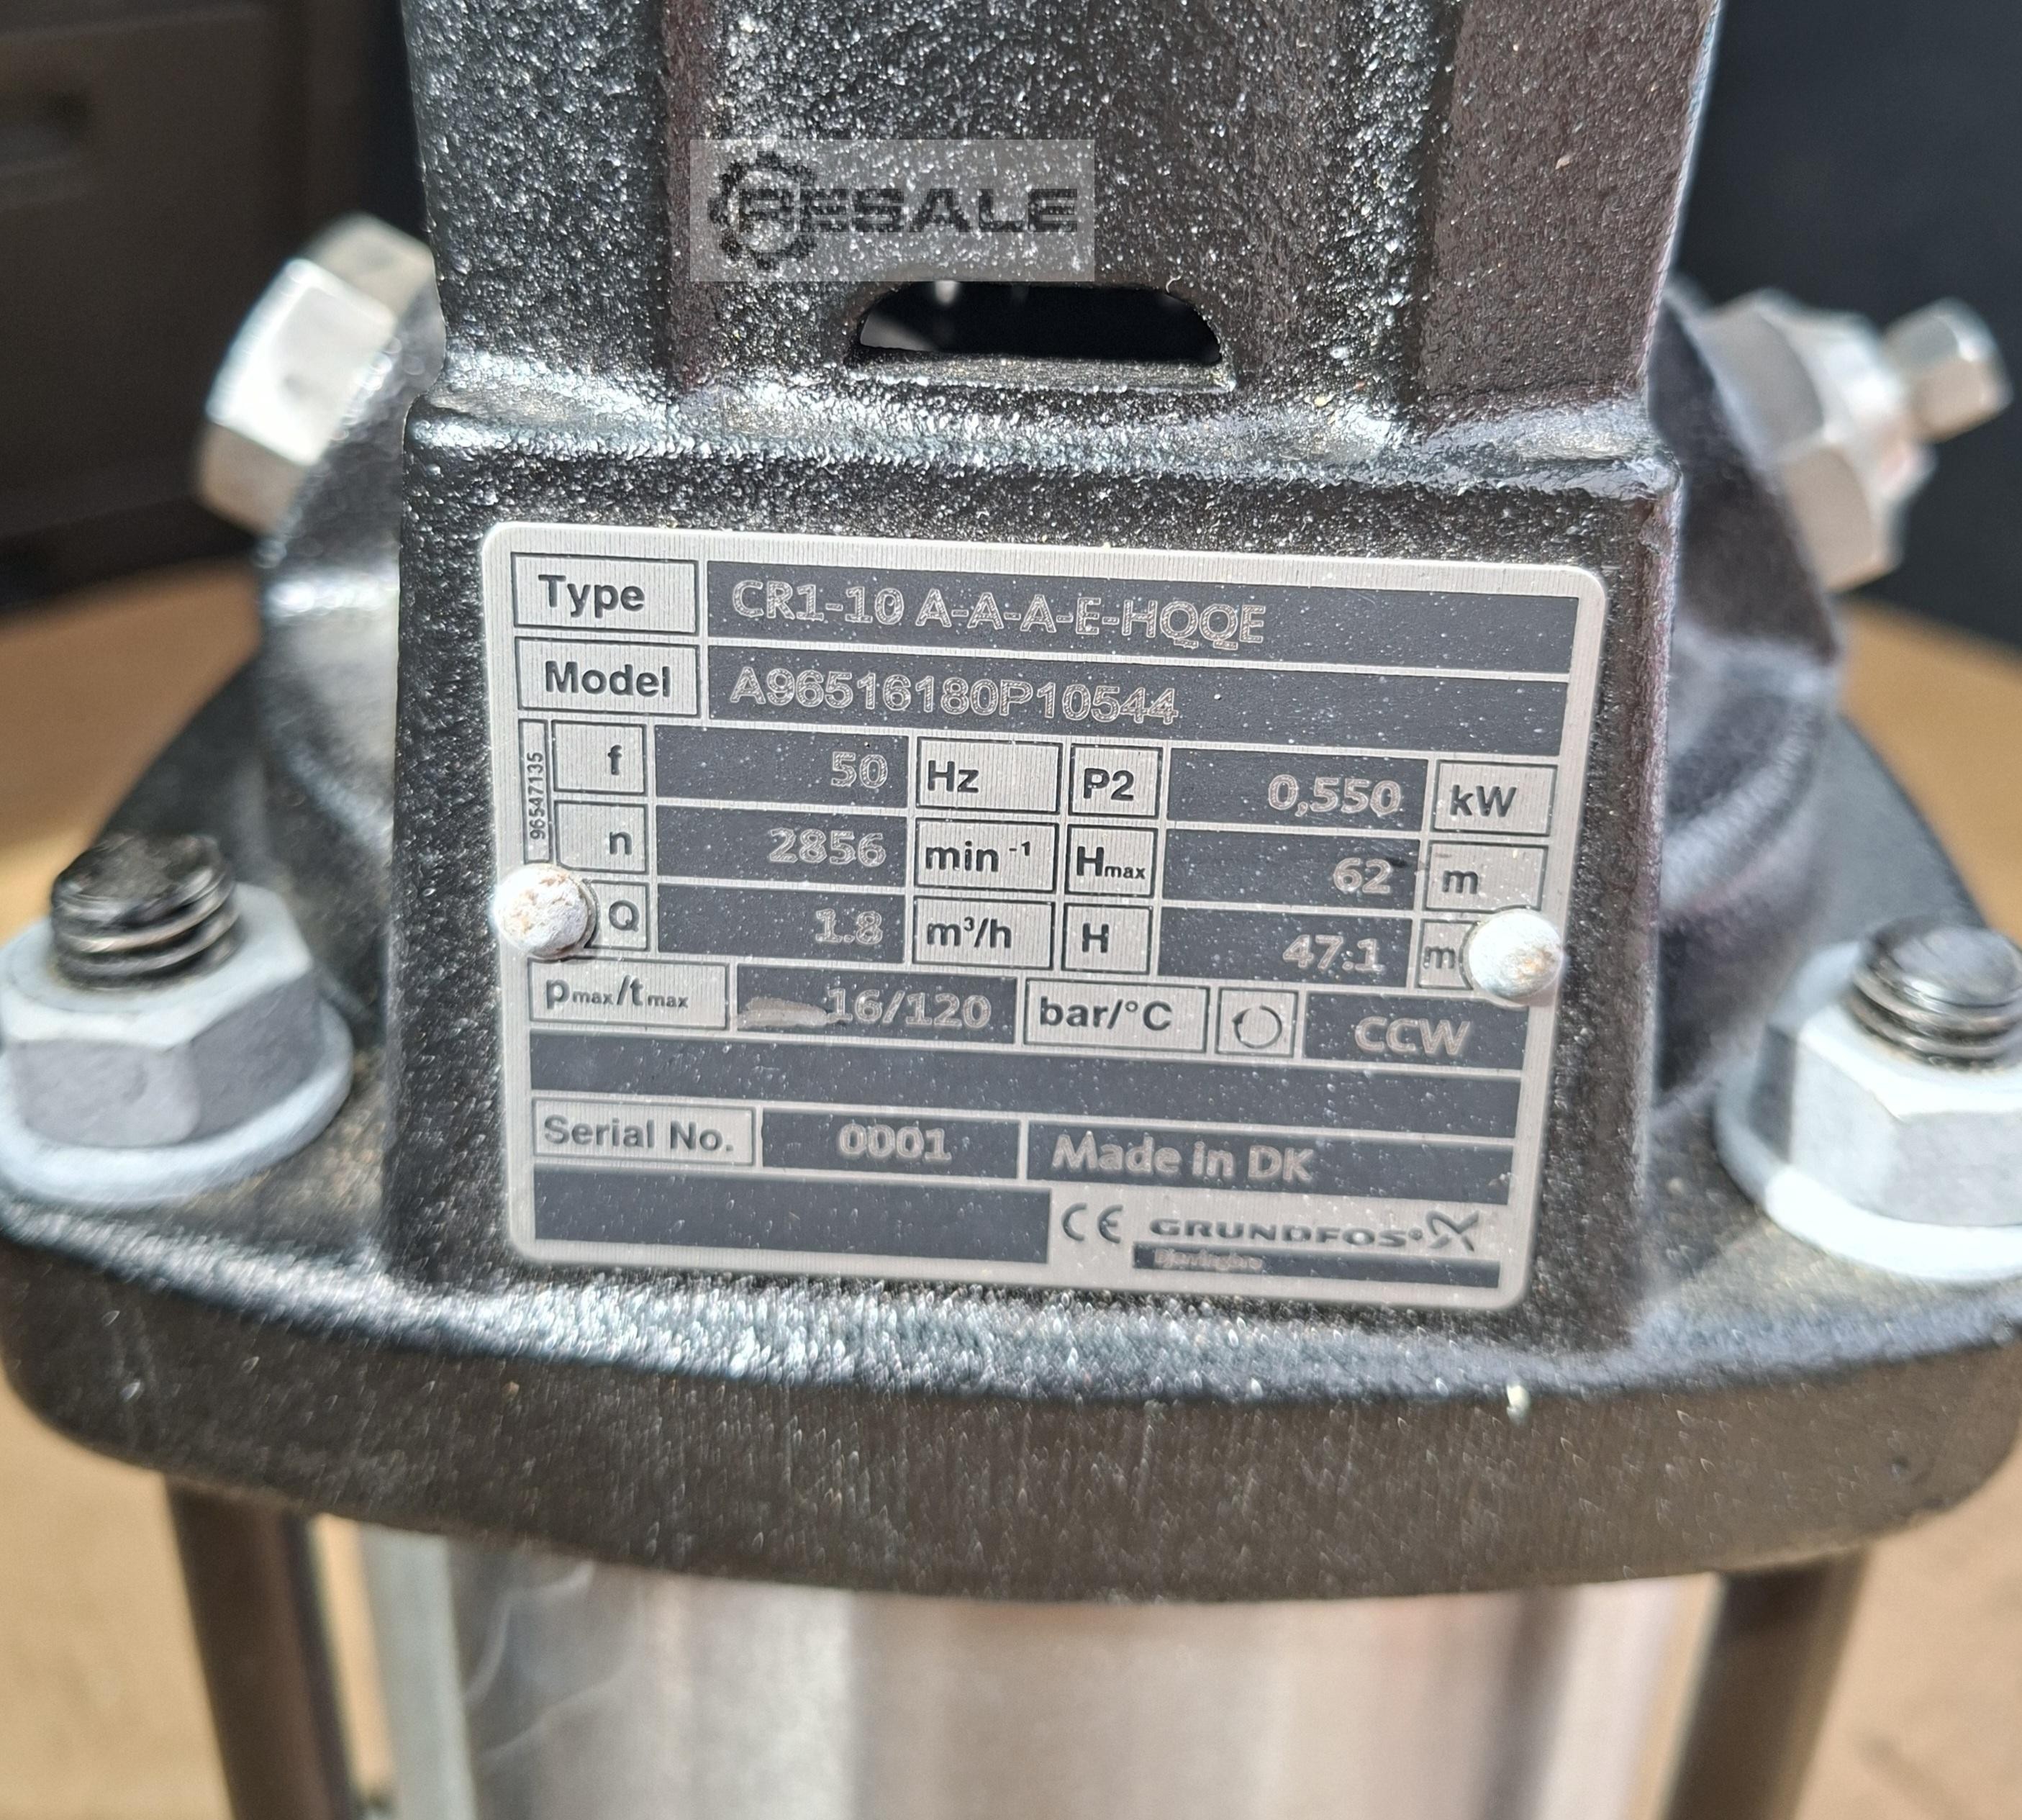 RESALE
Type CR1-10 A-A-A-E-HQQE
Model A96516180P10544
96547135
f 50 Hz P2 0,550 kW
n 2856 min⁻¹ Hmax 62 m
Q 1.8 m³/h H 47.1 m
pmax/tmax 16/120 bar/°C CCW
Serial No. 0001 Made in DK
CE GRUNDFOS